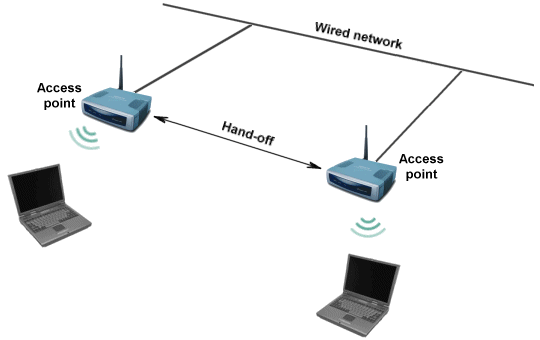 Wired network
Access
point
Hand-off
Access
point